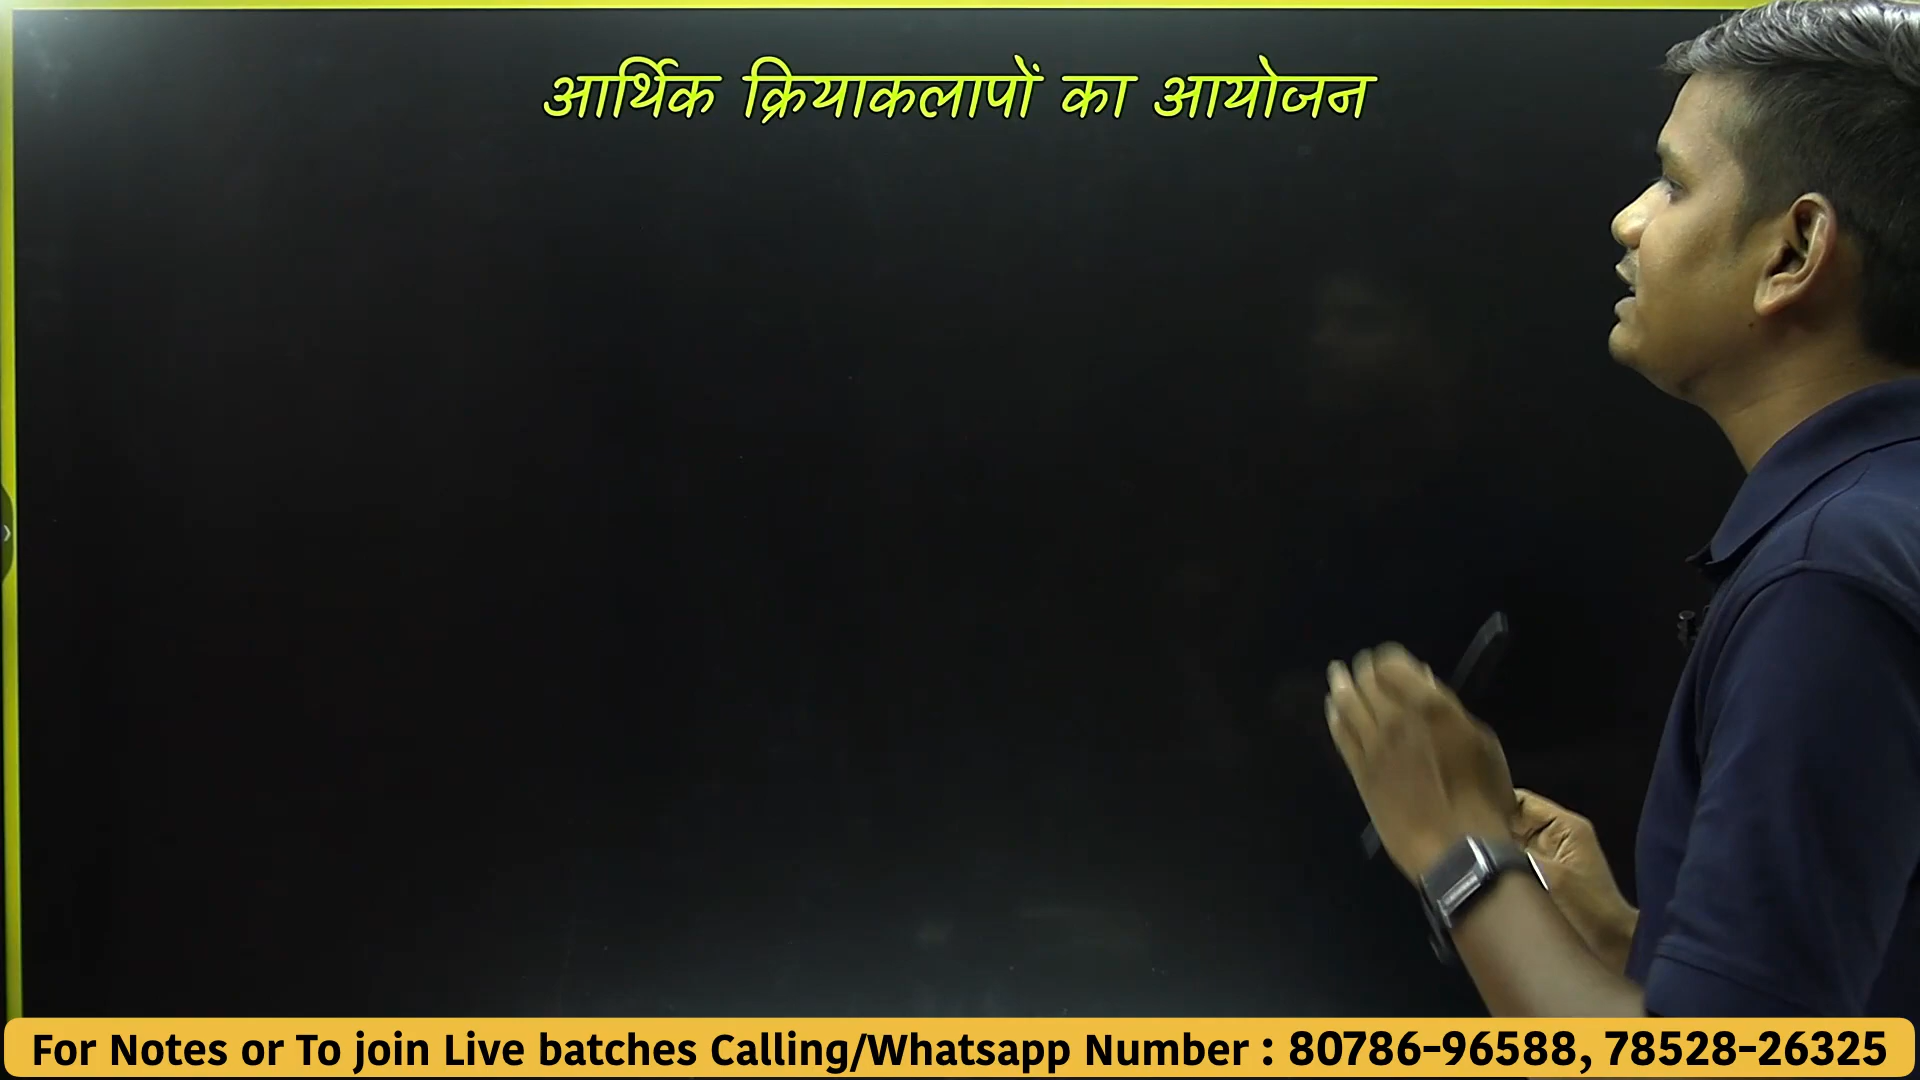 आर्थिक क्रियाकलापों का आयोजन
For Notes or To join Live batches Calling/Whatsapp Number : 80786-96588, 78528-26325